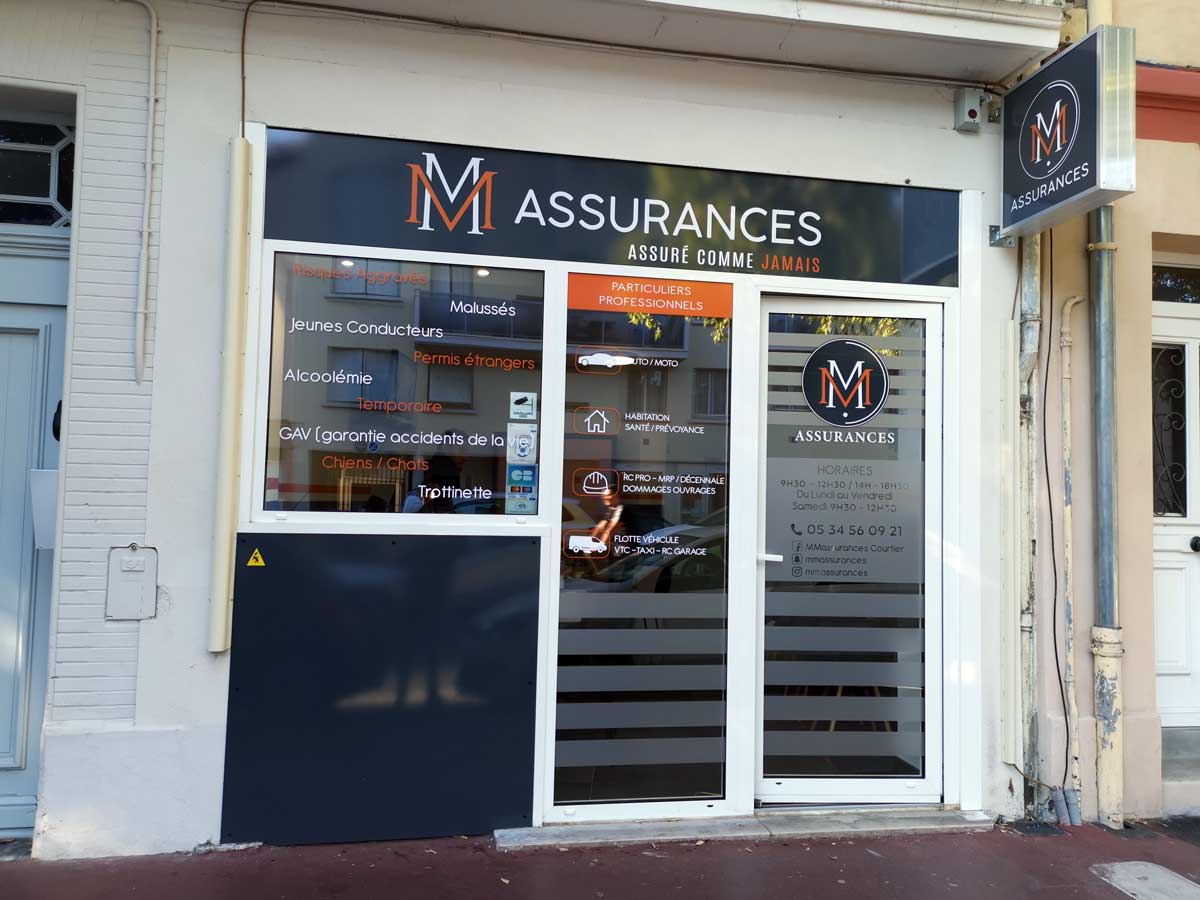 MM ASSURANCES
ASSURÉ COMME JAMAIS
MM
ASSURANCES
Risques Aggravés
Malussés
Jeunes Conducteurs
Permis étrangers
Alcoolémie
Temporaire
GAV (garantie accidents de la vie)
Chiens / Chats
Trottinette
CB
PARTICULIERS
PROFESSIONNELS
AUTO / MOTO
HABITATION
SANTÉ / PRÉVOYANCE
RC PRO - MRP / DÉCENNALE
DOMMAGES OUVRAGES
FLOTTE VÉHICULE
VTC - TAXI - RC GARAGE
MM
ASSURANCES
HORAIRES
9H30 - 12H30 / 14H - 18H30
Du Lundi au Vendredi
Samedi 9H30 - 12H30
05 34 56 09 21
MMassurances Courtier
mmassurances
mmassurances